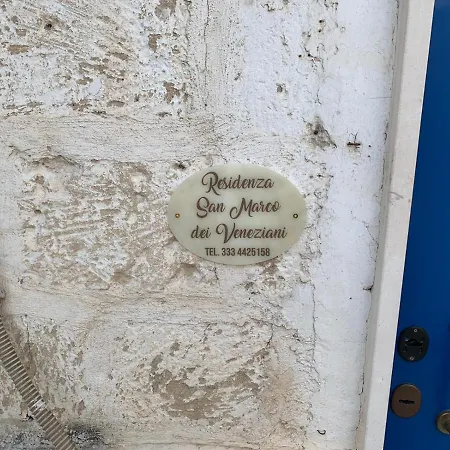 Residenza
San Marco
dei Veneziani
TEL. 333 4425158